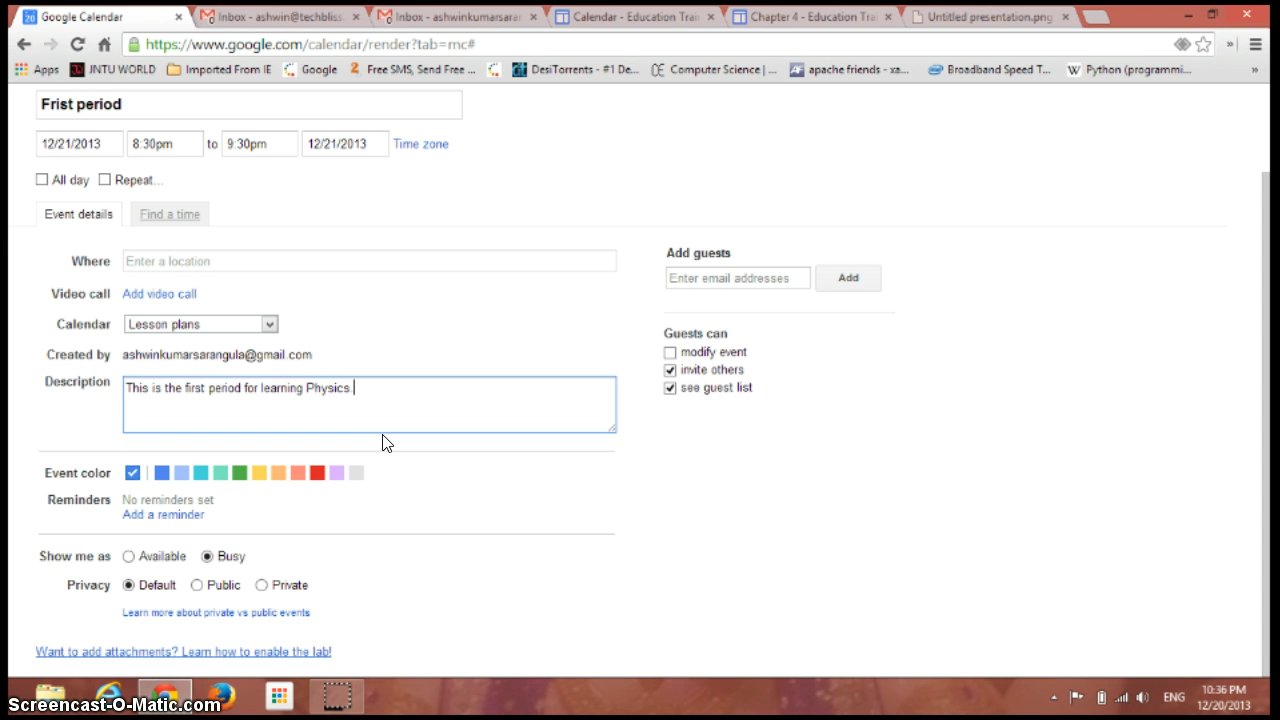 Google Calendar
Inbox - ashwin@techbliss.
Inbox - ashwinkumarsarar
Calendar - Education Trai
Chapter 4 - Education Tra
Untitled presentation.png
https://www.google.com/calendar/render?tab=mc#
Apps
JNTU WORLD
Imported From IE
Google
Free SMS, Send Free ...
DesiTorrents - #1 De...
Computer Science | ...
apache friends - xa...
Broadband Speed T...
Python (programmi...
»
Frist period
12/21/2013 8:30pm to 9:30pm 12/21/2013 Time zone
All day Repeat...
Event details Find a time
Where Enter a location
Video call Add video call
Calendar Lesson plans
Created by ashwinkumarsarangula@gmail.com
Description This is the first period for learning Physics.
Event color
Reminders No reminders set
Add a reminder
Show me as Available Busy
Privacy Default Public Private
Learn more about private vs public events
Want to add attachments? Learn how to enable the lab!
Add guests
Enter email addresses Add
Guests can
modify event
invite others
see guest list
ENG
10:36 PM
12/20/2013
Screencast-O-Matic.com